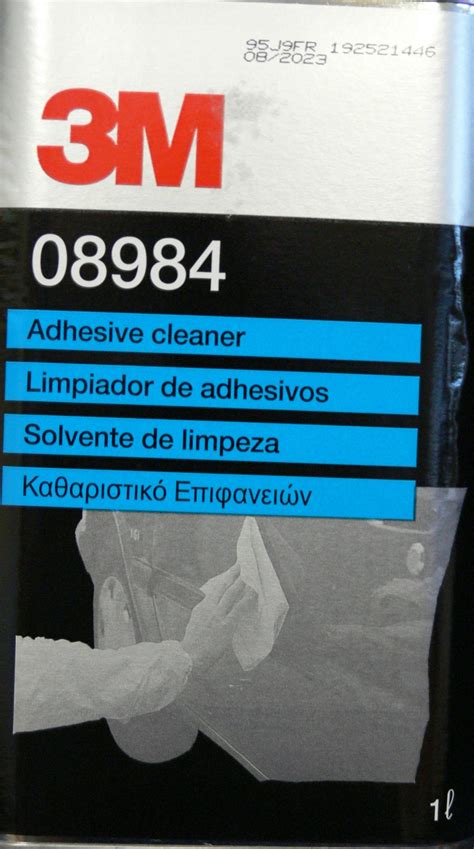 95J9FR 192521446
08/2023
3M
08984
Adhesive cleaner
Limpiador de adhesivos
Solvente de limpeza
Καθαριστικό Επιφανειών
1ℓ